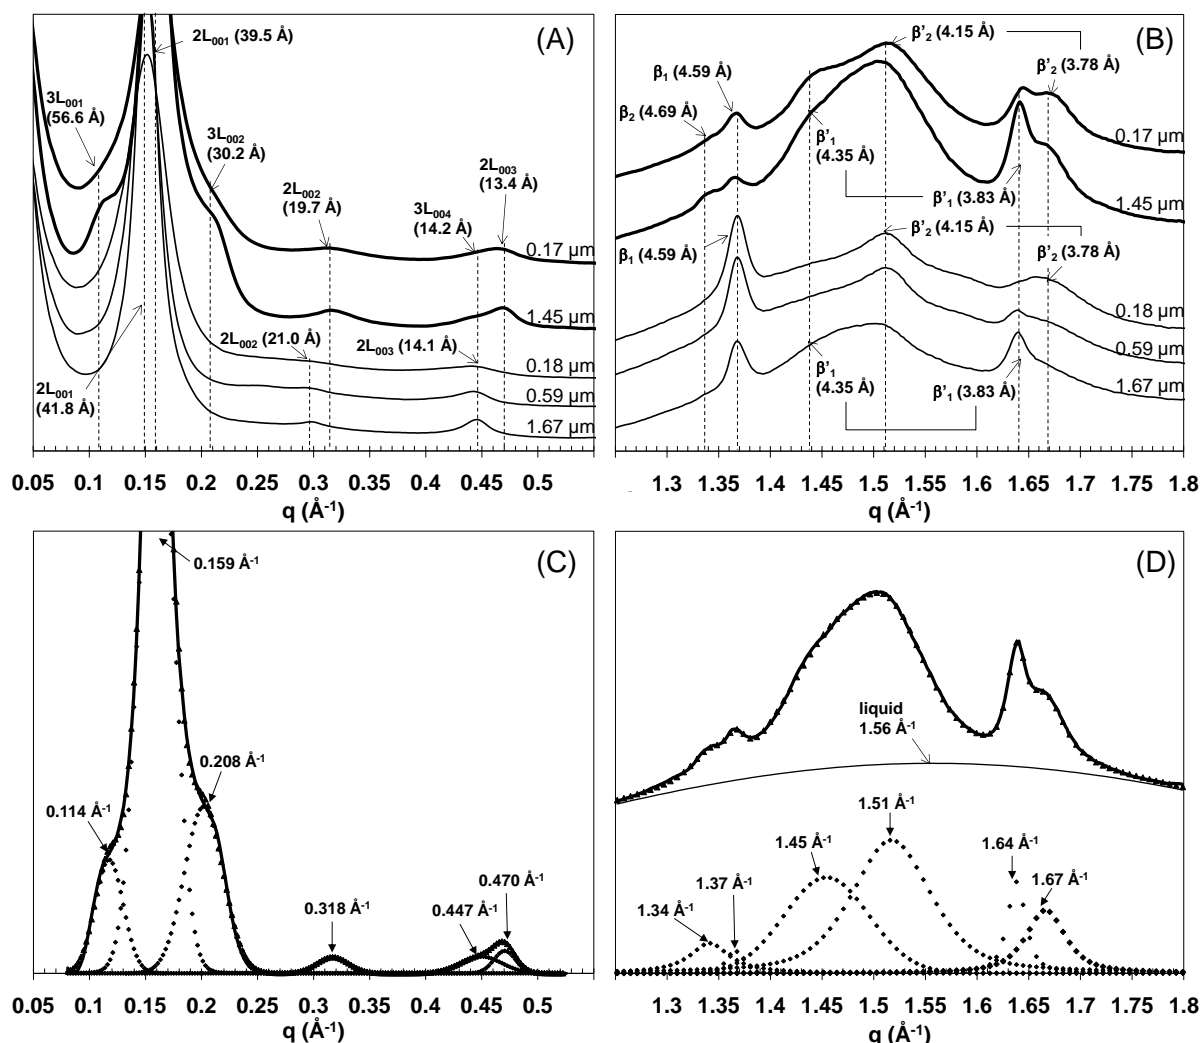 (A)
2L001 (39.5 Å)
3L001
(56.6 Å)
3L002
(30.2 Å)
2L002
(19.7 Å)
2L003
(13.4 Å)
3L004
(14.2 Å)
0.17 µm
1.45 µm
2L002 (21.0 Å)
2L003 (14.1 Å)
0.18 µm
2L001
(41.8 Å)
0.59 µm
1.67 µm
0.05 0.1 0.15 0.2 0.25 0.3 0.35 0.4 0.45 0.5
q (Å-1)
(B)
β'2 (4.15 Å)
β'2 (3.78 Å)
β1 (4.59 Å)
β2 (4.69 Å)
0.17 µm
β'1
(4.35 Å)
β'1 (3.83 Å)
1.45 µm
β'2 (4.15 Å)
β1 (4.59 Å)
β'2 (3.78 Å)
0.18 µm
0.59 µm
β'1
(4.35 Å)
β'1 (3.83 Å)
1.67 µm
1.3 1.35 1.4 1.45 1.5 1.55 1.6 1.65 1.7 1.75 1.8
q (Å-1)
(C)
0.159 Å-1
0.208 Å-1
0.114 Å-1
0.318 Å-1
0.470 Å-1
0.447 Å-1
0.05 0.1 0.15 0.2 0.25 0.3 0.35 0.4 0.45 0.5
q (Å-1)
(D)
liquid
1.56 Å-1
1.51 Å-1
1.45 Å-1
1.64 Å-1
1.37 Å-1
1.67 Å-1
1.34 Å-1
1.3 1.35 1.4 1.45 1.5 1.55 1.6 1.65 1.7 1.75 1.8
q (Å-1)